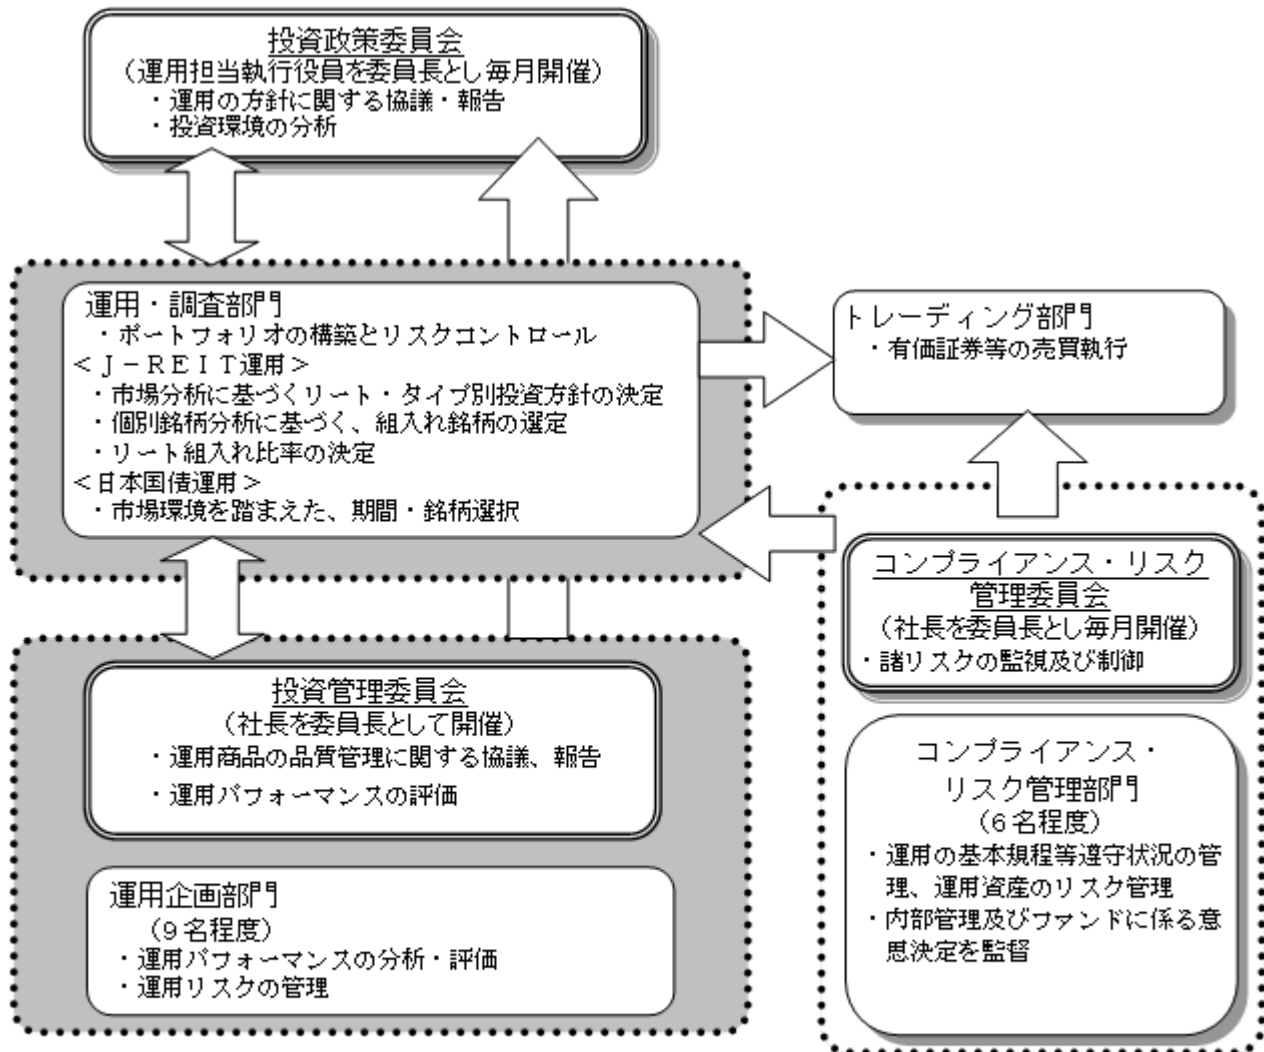 投資政策委員会
(運用担当執行役員を委員長とし毎月開催)
・運用の方針に関する協議・報告
・投資環境の分析
運用・調査部門
・ポートフォリオの構築とリスクコントロール
<J-REIT運用>
・市場分析に基づくリート・タイプ別投資方針の決定
・個別銘柄分析に基づく、組入れ銘柄の選定
・リート組入れ比率の決定
<日本国債運用>
・市場環境を踏まえた、期間・銘柄選択
トレーディング部門
・有価証券等の売買執行
投資管理委員会
(社長を委員長として開催)
・運用商品の品質管理に関する協議、報告
・運用パフォーマンスの評価
運用企画部門
(9名程度)
・運用パフォーマンスの分析・評価
・運用リスクの管理
コンプライアンス・リスク
管理委員会
(社長を委員長とし毎月開催)
・諸リスクの監視及び制御
コンプライアンス・
リスク管理部門
(6名程度)
・運用の基本規程等遵守状況の管
理、運用資産のリスク管理
・内部管理及びファンドに係る意
思決定を監督